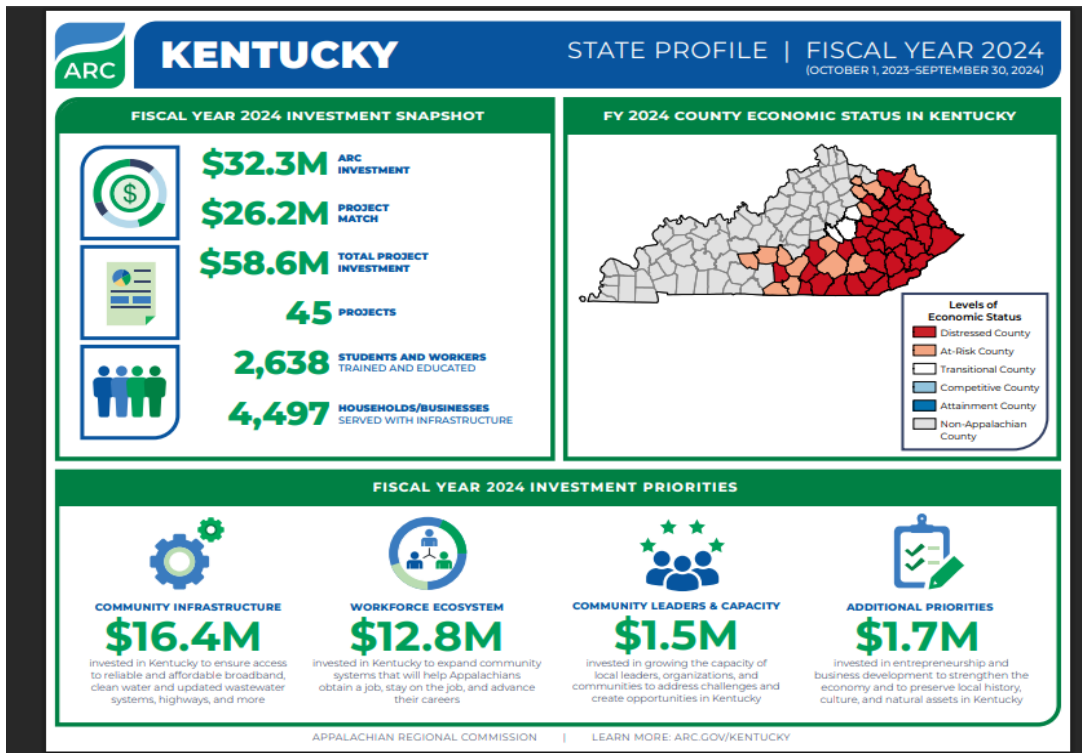 ARC
KENTUCKY
STATE PROFILE | FISCAL YEAR 2024
(OCTOBER 1, 2023–SEPTEMBER 30, 2024)
FISCAL YEAR 2024 INVESTMENT SNAPSHOT
$
$32.3M ARC
INVESTMENT
$26.2M PROJECT
MATCH
$58.6M TOTAL PROJECT
INVESTMENT
45 PROJECTS
2,638 STUDENTS AND WORKERS
TRAINED AND EDUCATED
4,497 HOUSEHOLDS/BUSINESSES
SERVED WITH INFRASTRUCTURE
FY 2024 COUNTY ECONOMIC STATUS IN KENTUCKY
Levels of
Economic Status
Distressed County
At-Risk County
Transitional County
Competitive County
Attainment County
Non-Appalachian
County
FISCAL YEAR 2024 INVESTMENT PRIORITIES
COMMUNITY INFRASTRUCTURE
$16.4M
invested in Kentucky to ensure access
to reliable and affordable broadband,
clean water and updated wastewater
systems, highways, and more
WORKFORCE ECOSYSTEM
$12.8M
invested in Kentucky to expand community
systems that will help Appalachians
obtain a job, stay on the job, and advance
their careers
COMMUNITY LEADERS & CAPACITY
$1.5M
invested in growing the capacity of
local leaders, organizations, and
communities to address challenges and
create opportunities in Kentucky
ADDITIONAL PRIORITIES
$1.7M
invested in entrepreneurship and
business development to strengthen the
economy and to preserve local history,
culture, and natural assets in Kentucky
APPALACHIAN REGIONAL COMMISSION | LEARN MORE: ARC.GOV/KENTUCKY